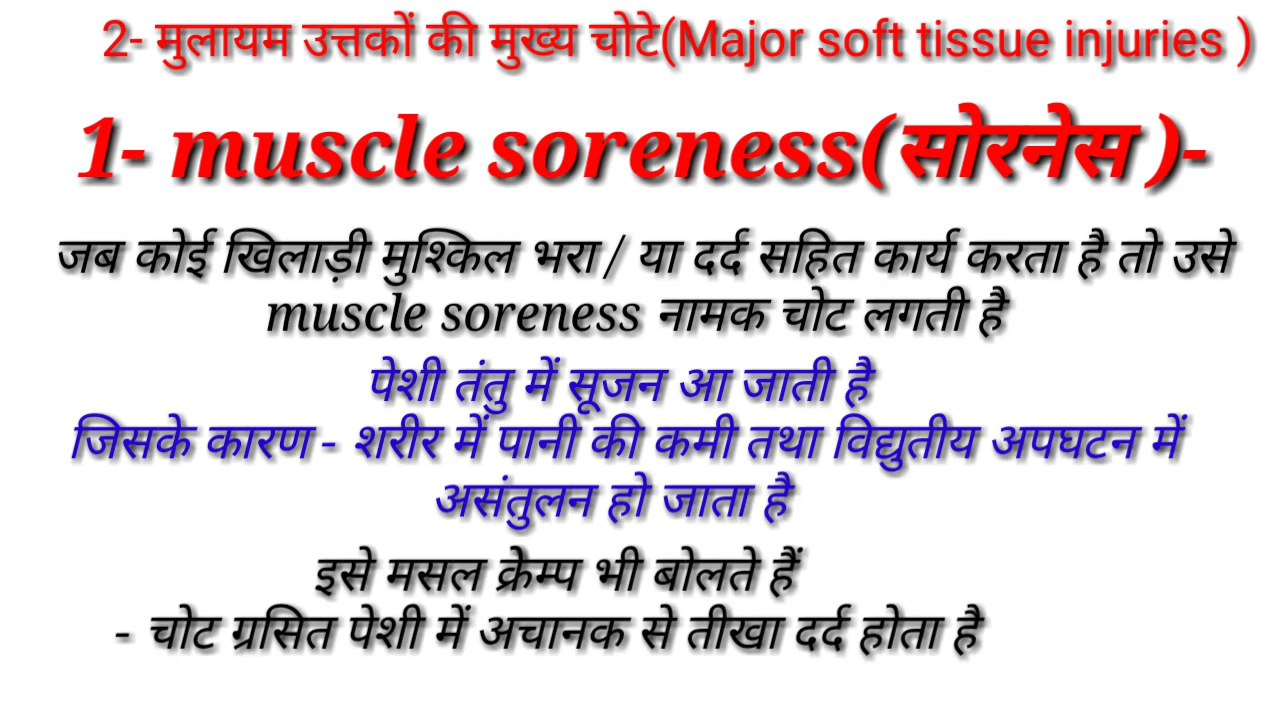 2- मुलायम उत्तकों की मुख्य चोटे(Major soft tissue injuries )
1- muscle soreness(सोरनेस )-
जब कोई खिलाड़ी मुश्किल भरा / या दर्द सहित कार्य करता है तो उसे
muscle soreness नामक चोट लगती है
पेशी तंतु में सूजन आ जाती है
जिसके कारण - शरीर में पानी की कमी तथा विद्युतीय अपघटन में
असंतुलन हो जाता है
इसे मसल क्रेम्प भी बोलते हैं
- चोट ग्रसित पेशी में अचानक से तीखा दर्द होता है